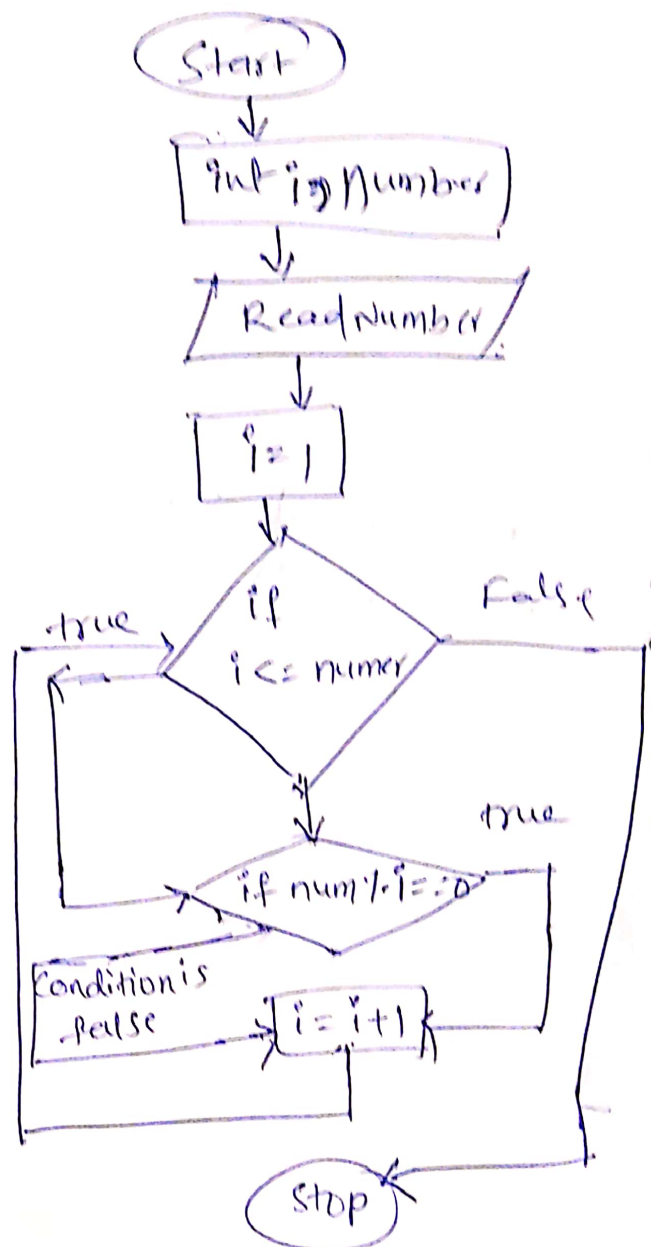 Start
int i, Number
Read Number
i = 1
if
i <= numer
true
False
if num % i == 0
true
condition is
false
i = i + 1
Stop